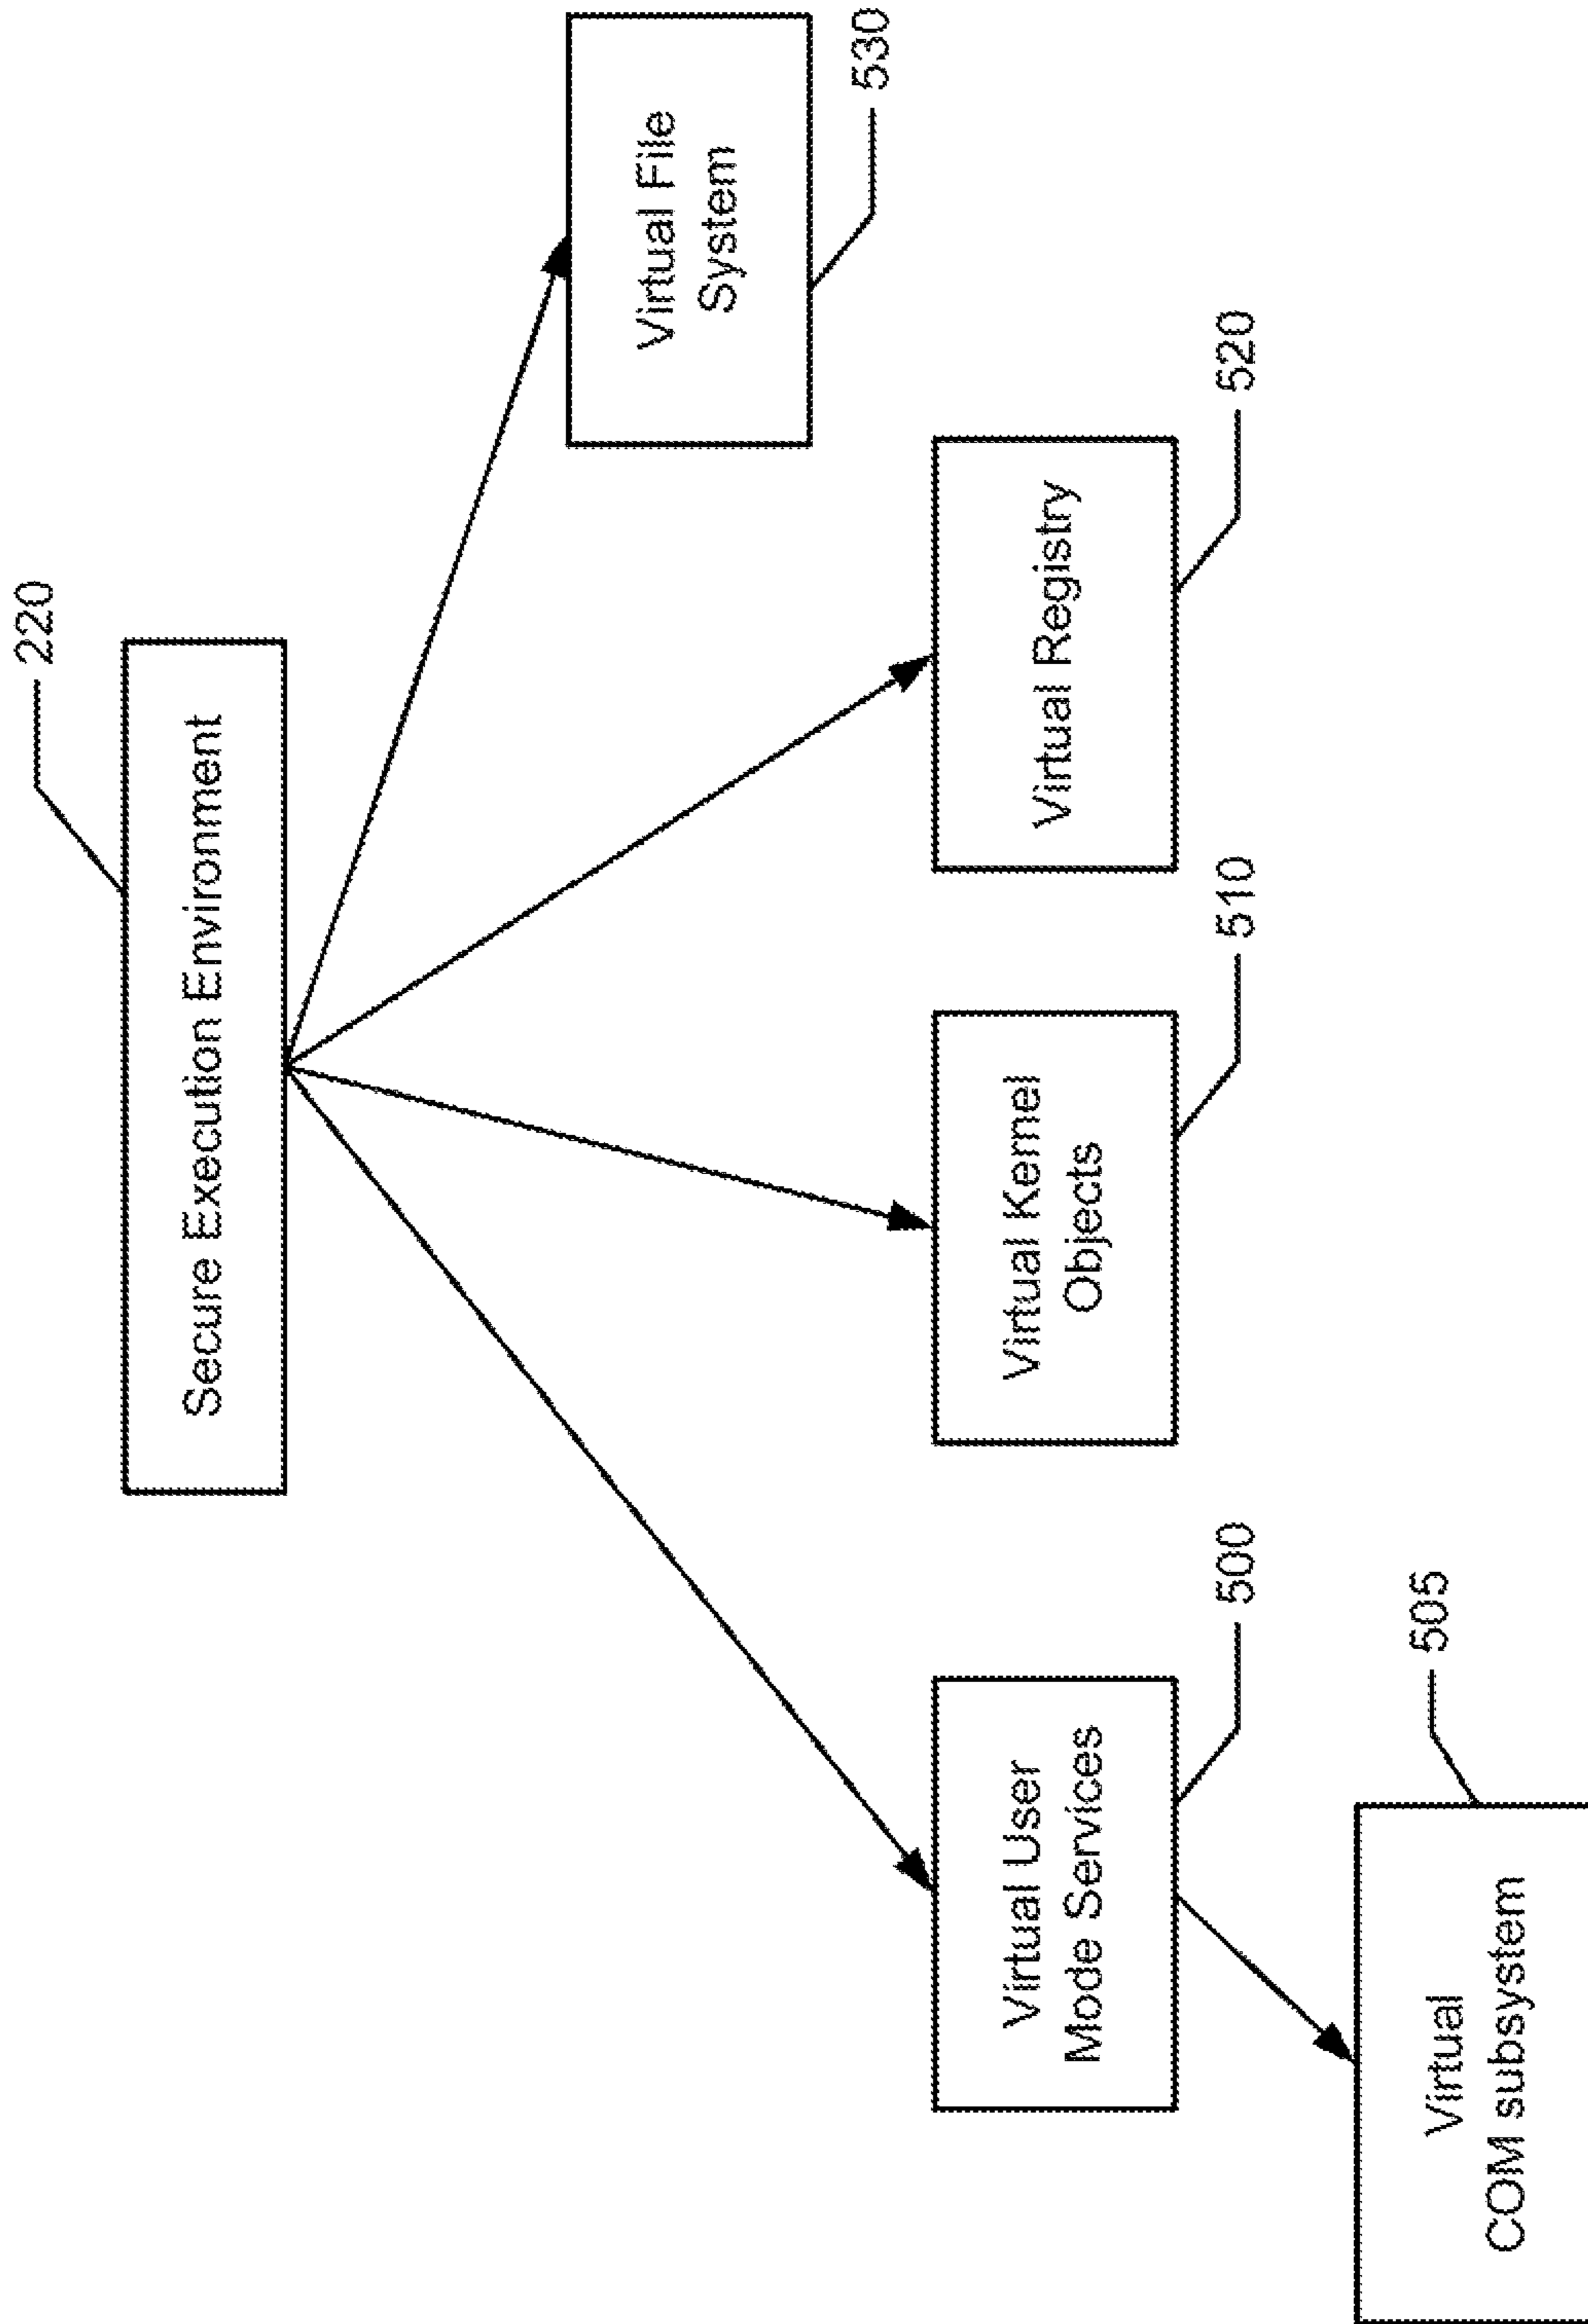 220
Secure Execution Environment
Virtual File
System
530
Virtual User
Mode Services
500
Virtual Kernel
Objects
510
Virtual Registry
520
Virtual
COM subsystem
505